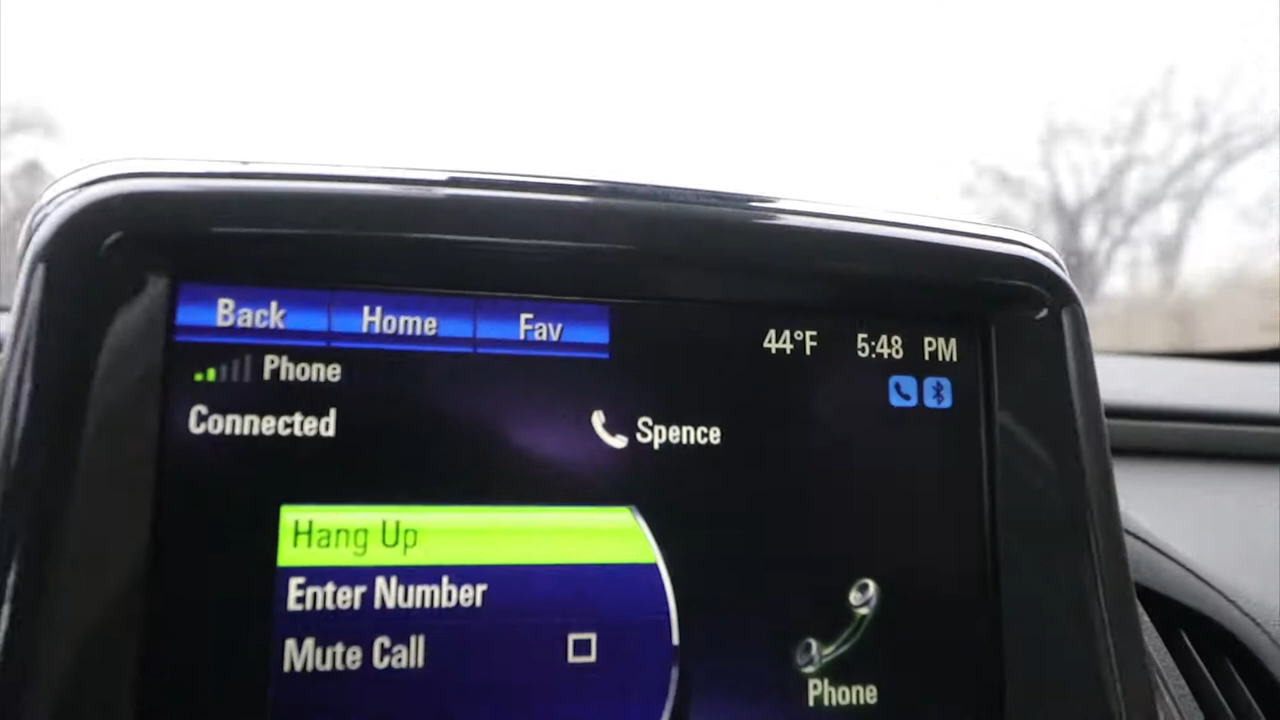 Back Home Fav
44°F 5:48 PM
Phone
Connected
Spence
Hang Up
Enter Number
Mute Call
Phone